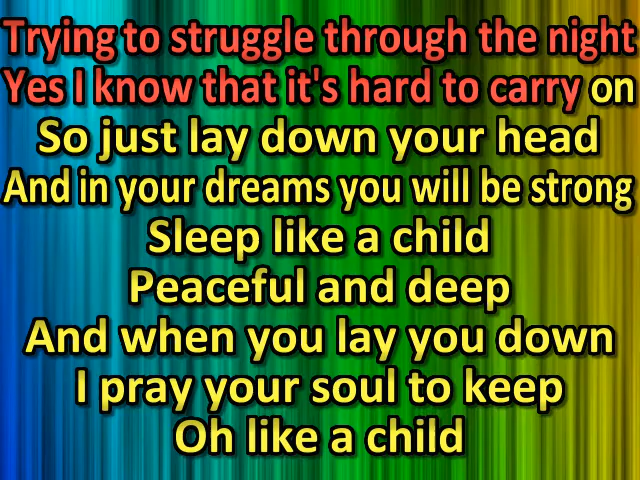 Trying to struggle through the night
Yes I know that it's hard to carry on
So just lay down your head
And in your dreams you will be strong
Sleep like a child
Peaceful and deep
And when you lay you down
I pray your soul to keep
Oh like a child